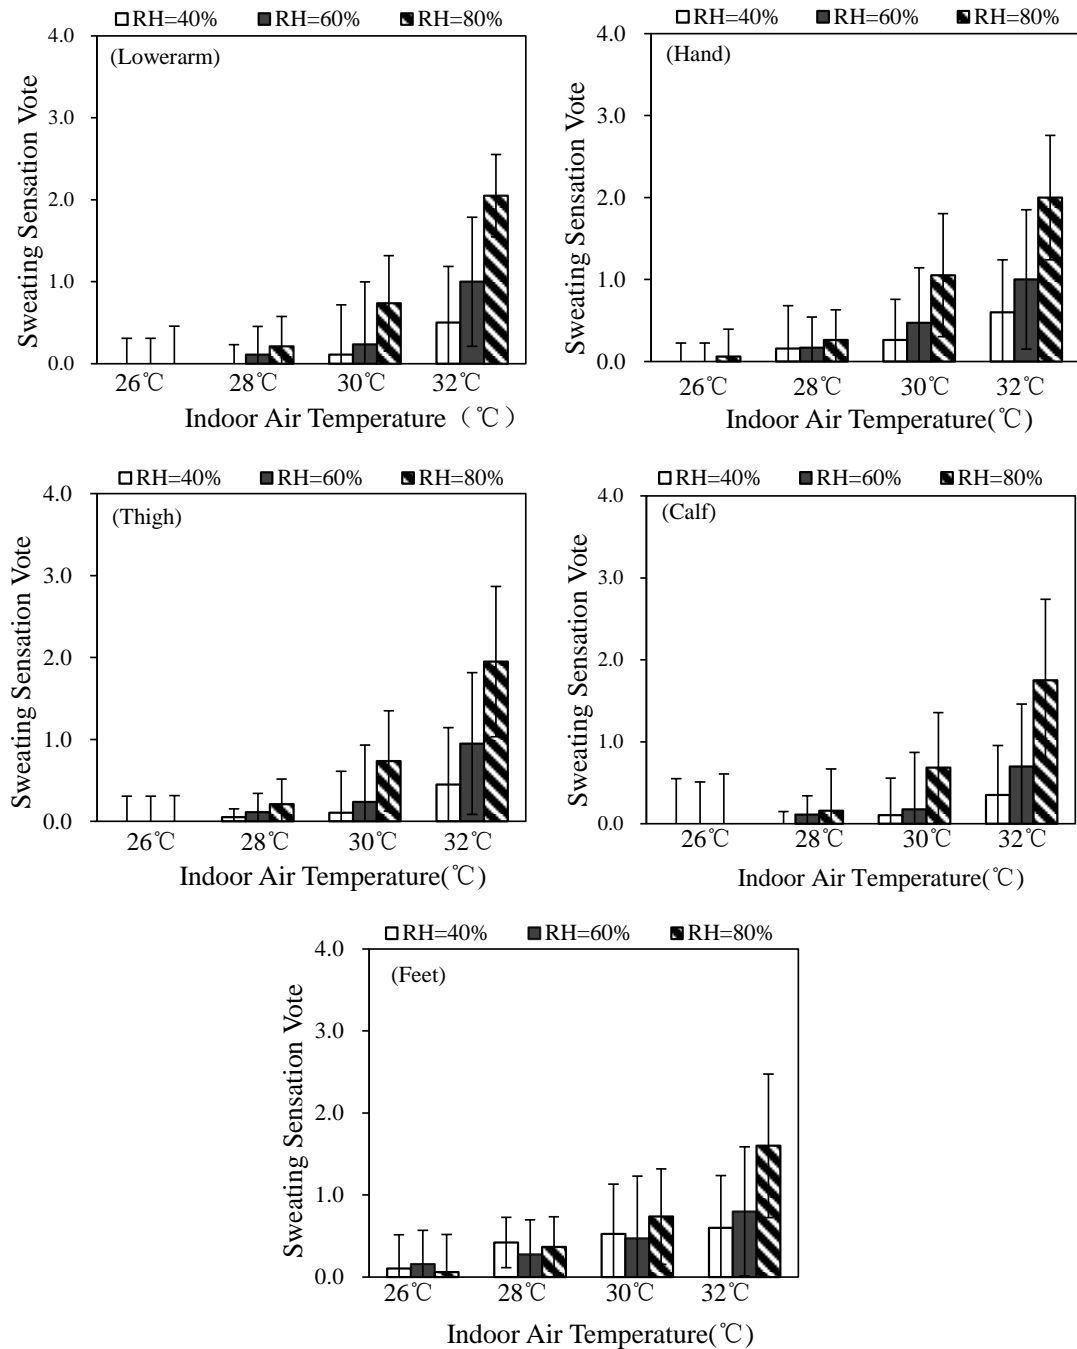 RH=40% RH=60% RH=80%
4.0
(Lowerarm)
3.0
2.0
1.0
0.0
Sweating Sensation Vote
26℃ 28℃ 30℃ 32℃
Indoor Air Temperature（℃）
RH=40% RH=60% RH=80%
4.0
(Hand)
3.0
2.0
1.0
0.0
Sweating Sensation Vote
26℃ 28℃ 30℃ 32℃
Indoor Air Temperature(℃)
RH=40% RH=60% RH=80%
4.0
(Thigh)
3.0
2.0
1.0
0.0
Sweating Sensation Vote
26℃ 28℃ 30℃ 32℃
Indoor Air Temperature(℃)
RH=40% RH=60% RH=80%
4.0
(Calf)
3.0
2.0
1.0
0.0
Sweating Sensation Vote
26℃ 28℃ 30℃ 32℃
Indoor Air Temperature(℃)
RH=40% RH=60% RH=80%
4.0
(Feet)
3.0
2.0
1.0
0.0
Sweating Sensation Vote
26℃ 28℃ 30℃ 32℃
Indoor Air Temperature(℃)